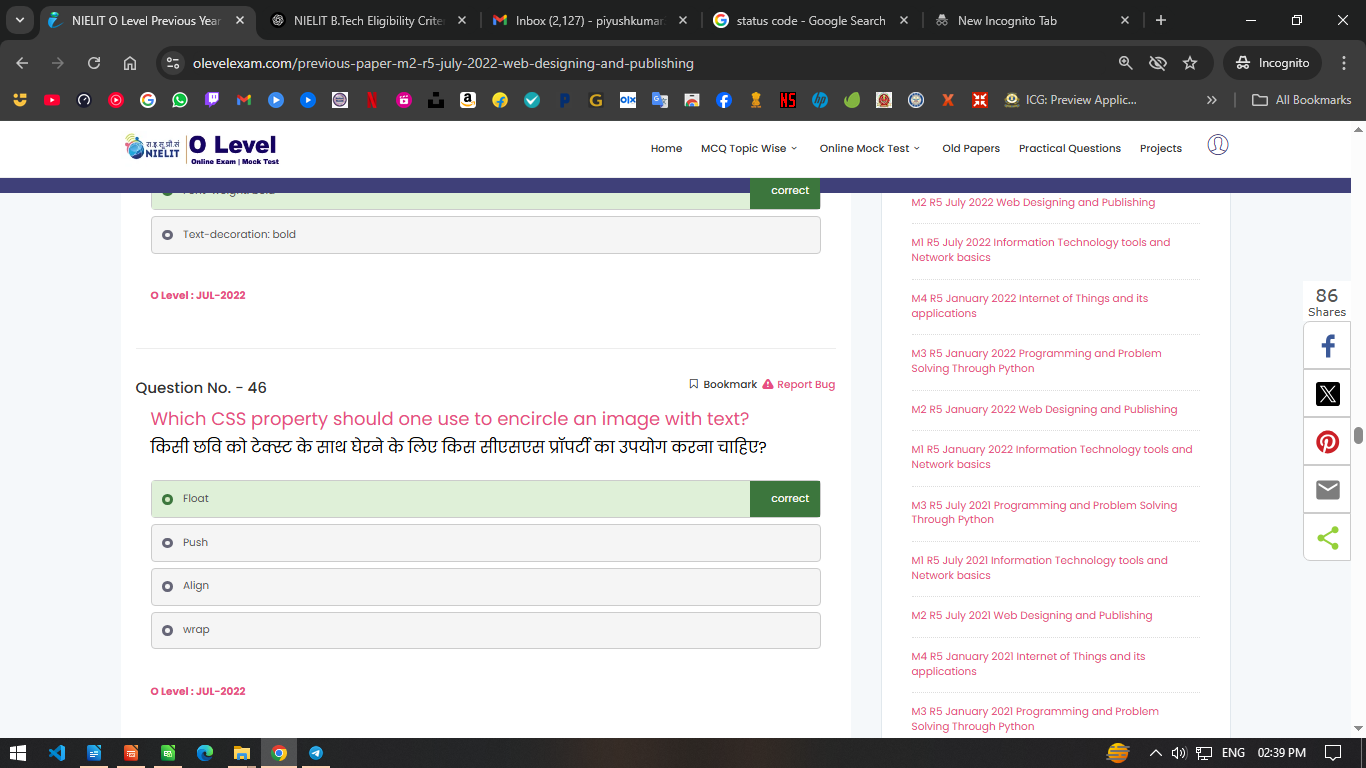 NIELIT O Level Previous Year
NIELIT B.Tech Eligibility Crite
Inbox (2,127) - piyushkumar
status code - Google Search
New Incognito Tab
olevelexam.com/previous-paper-m2-r5-july-2022-web-designing-and-publishing
Incognito
ICG: Preview Applic...
All Bookmarks
रा.इ.सू.प्रौ.सं
NIELIT
O Level
Online Exam | Mock Test
Home
MCQ Topic Wise
Online Mock Test
Old Papers
Practical Questions
Projects
correct
Text-decoration: bold
O Level : JUL-2022
Question No. - 46
Bookmark
Report Bug
Which CSS property should one use to encircle an image with text?
किसी छवि को टेक्स्ट के साथ घेरने के लिए किस सीएसएस प्रॉपर्टी का उपयोग करना चाहिए?
Float
correct
Push
Align
wrap
O Level : JUL-2022
M2 R5 July 2022 Web Designing and Publishing
M1 R5 July 2022 Information Technology tools and
Network basics
M4 R5 January 2022 Internet of Things and its
applications
M3 R5 January 2022 Programming and Problem
Solving Through Python
M2 R5 January 2022 Web Designing and Publishing
M1 R5 January 2022 Information Technology tools and
Network basics
M3 R5 July 2021 Programming and Problem Solving
Through Python
M1 R5 July 2021 Information Technology tools and
Network basics
M2 R5 July 2021 Web Designing and Publishing
M4 R5 January 2021 Internet of Things and its
applications
M3 R5 January 2021 Programming and Problem
Solving Through Python
86
Shares
ENG
02:39 PM